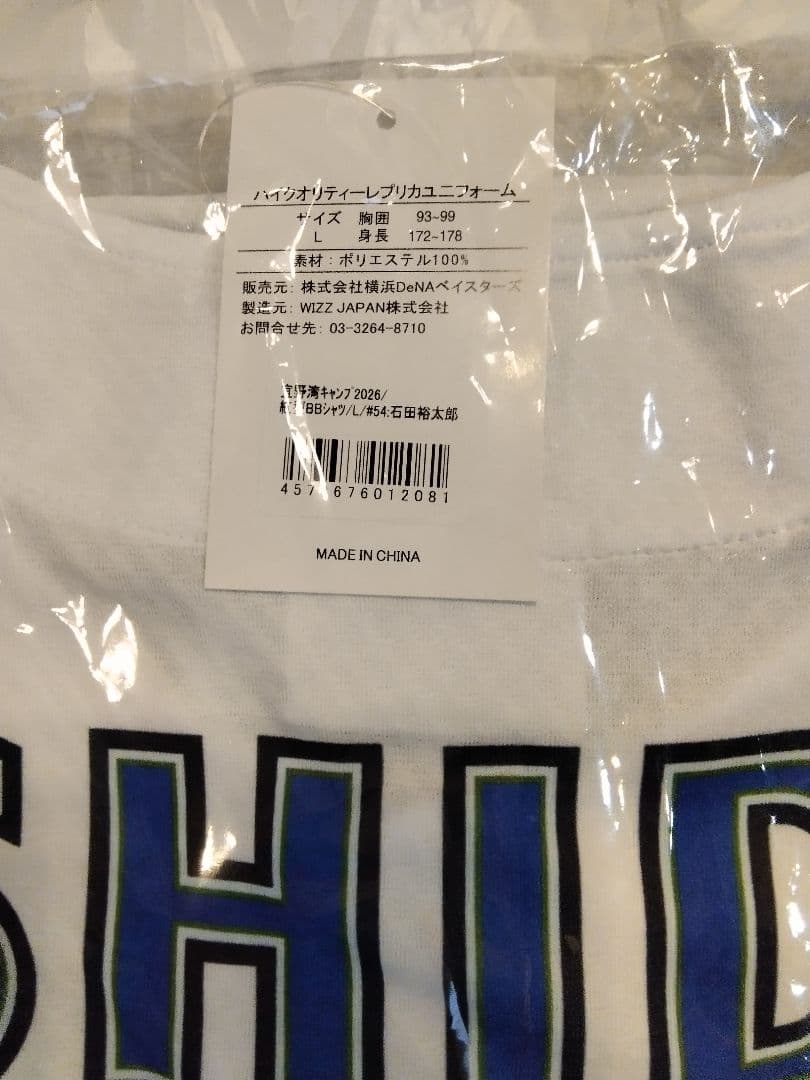 ハイクオリティーレプリカユニフォーム
サイズ 胸囲 93~99
L 身長 172~178
素材：ポリエステル100%
販売元：株式会社横浜DeNAベイスターズ
製造元：WIZZ JAPAN株式会社
お問合せ先：03-3264-8710
宜野湾キャンプ2026/
BBシャツ/L/#54:石田裕太郎
676012081
MADE IN CHINA
SHID